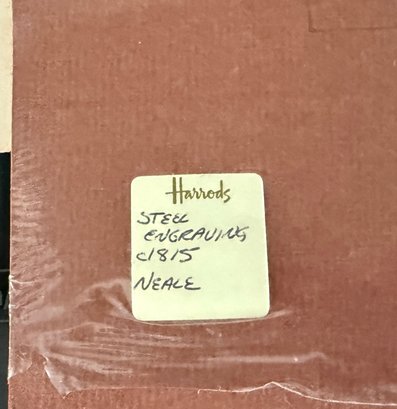 Harrods
STEEL
ENGRAVING
c1815
NEALE